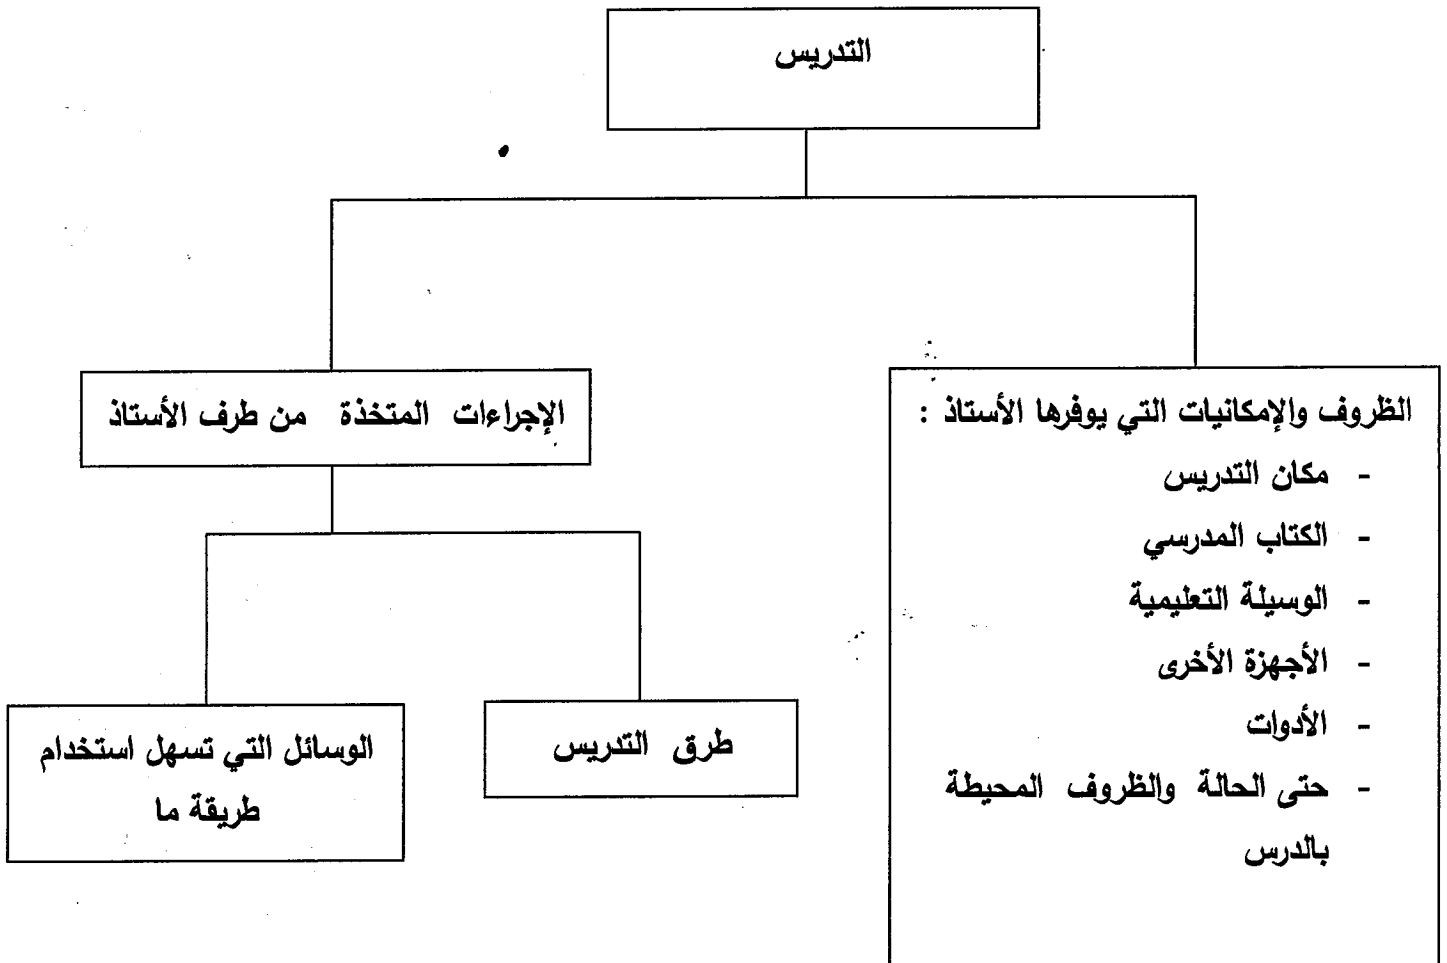 التدريس
الظروف والإمكانيات التي يوفرها الأستاذ :
- مكان التدريس
- الكتاب المدرسي
- الوسيلة التعليمية
- الأجهزة الأخرى
- الأدوات
- حتى الحالة والظروف المحيطة
بالدرس
الإجراءات المتخذة من طرف الأستاذ
طرق التدريس
الوسائل التي تسهل استخدام
طريقة ما